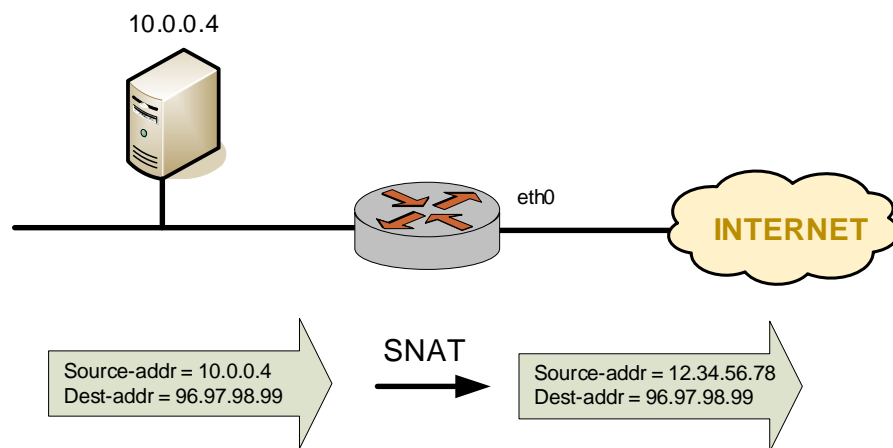 10.0.0.4
eth0
INTERNET
SNAT
Source-addr = 10.0.0.4
Dest-addr = 96.97.98.99
Source-addr = 12.34.56.78
Dest-addr = 96.97.98.99